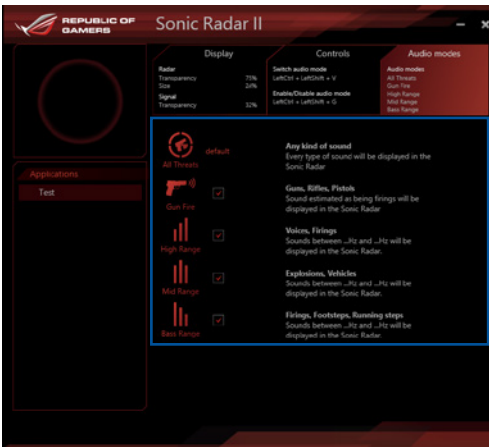 REPUBLIC OF
GAMERS
Sonic Radar II
Display
Radar
Transparency 75%
Size 24%
Signal
Transparency 32%
Controls
Switch audio mode
LeftCtrl + LeftShift + V
Enable/Disable audio mode
LeftCtrl + LeftShift + G
Audio modes
Audio modes
All Threats
Gun Fire
High Range
Mid Range
Bass Range
Applications
Test
All Threats
default
Any kind of sound
Every type of sound will be displayed in the
Sonic Radar
Gun Fire
Guns, Rifles, Pistols
Sound estimated as being firings will be
displayed in the Sonic Radar
High Range
Voices, Firings
Sounds between ...Hz and ...Hz will be
displayed in the Sonic Radar.
Mid Range
Explosions, Vehicles
Sounds between ...Hz and ...Hz will be
displayed in the Sonic Radar.
Bass Range
Firings, Footsteps, Running steps
Sounds between ...Hz and ...Hz will be
displayed in the Sonic Radar.